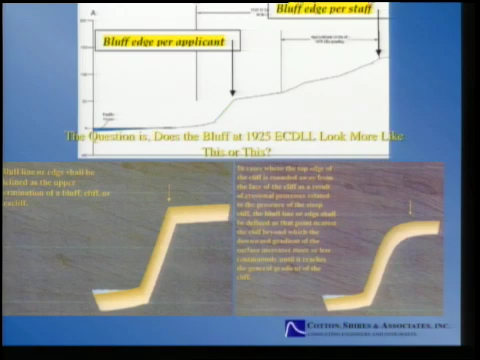 A.
Bluff edge per staff
Bluff edge per applicant
The Question is, Does the Bluff at 1925 ECDLL Look More Like
This or This?
Bluff line or edge shall be
defined as the upper
termination of a bluff, cliff, or
seacliff.
In cases where the top edge of
the cliff is rounded away from
the face of the cliff as a result
of erosional processes related
to the presence of the steep
cliff, the bluff line or edge shall
be defined as that point nearest
the cliff beyond which the
downward gradient of the
surface increases more or less
continuously until it reaches
the general gradient of the
cliff.
COTTON, SHIRES & ASSOCIATES, INC.